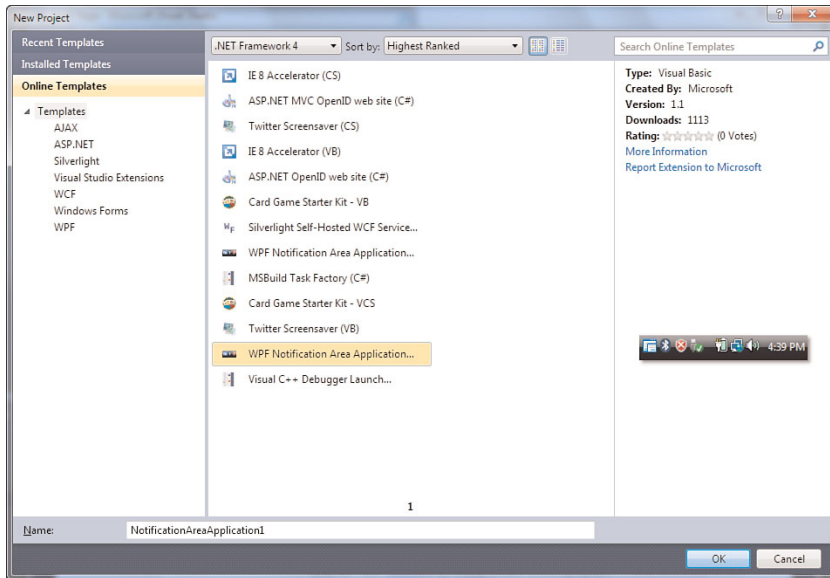 New Project
Recent Templates
Installed Templates
Online Templates
Templates
AJAX
ASP.NET
Silverlight
Visual Studio Extensions
WCF
Windows Forms
WPF
.NET Framework 4
Sort by: Highest Ranked
IE 8 Accelerator (CS)
ASP.NET MVC OpenID web site (C#)
Twitter Screensaver (CS)
IE 8 Accelerator (VB)
ASP.NET OpenID web site (C#)
Card Game Starter Kit - VB
Silverlight Self-Hosted WCF Service...
WPF Notification Area Application...
MSBuild Task Factory (C#)
Card Game Starter Kit - VCS
Twitter Screensaver (VB)
WPF Notification Area Application...
Visual C++ Debugger Launch...
1
Search Online Templates
Type: Visual Basic
Created By: Microsoft
Version: 1.1
Downloads: 1113
Rating: (0 Votes)
More Information
Report Extension to Microsoft
4:39 PM
Name: NotificationAreaApplication1
OK Cancel